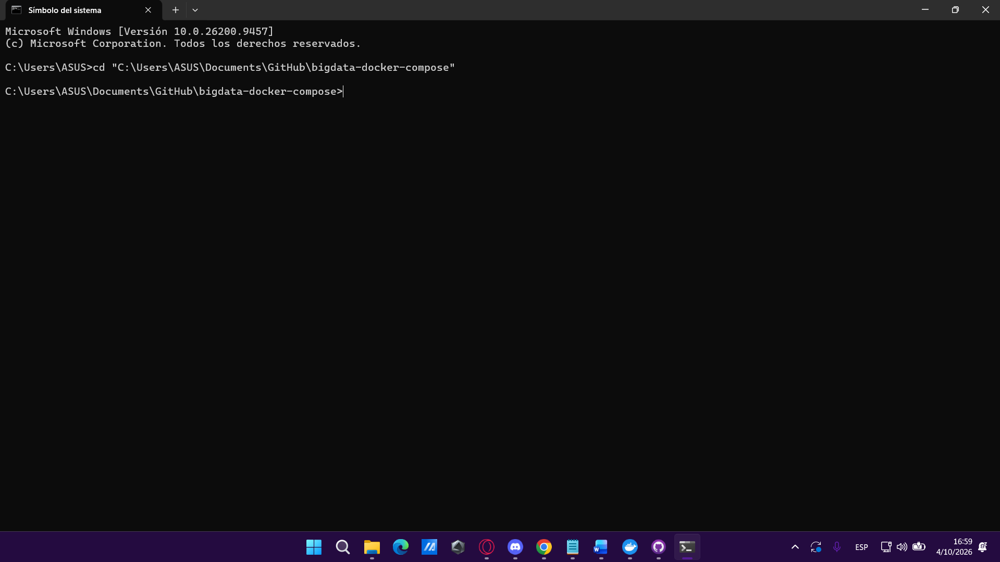 Símbolo del sistema
Microsoft Windows [Versión 10.0.26200.9457]
(c) Microsoft Corporation. Todos los derechos reservados.
C:\Users\ASUS>cd "C:\Users\ASUS\Documents\GitHub\bigdata-docker-compose"
C:\Users\ASUS\Documents\GitHub\bigdata-docker-compose>
ESP
16:59
4/10/2026